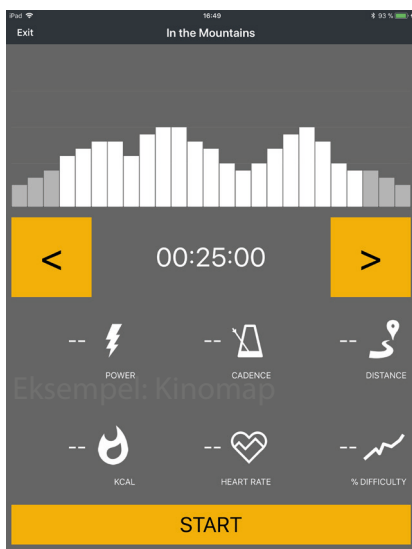 iPad 16:49 93 %
Exit In the Mountains
< 00:25:00 >
-- -- --
POWER CADENCE DISTANCE
Eksempel: Kinomap
-- -- --
KCAL HEART RATE % DIFFICULTY
START